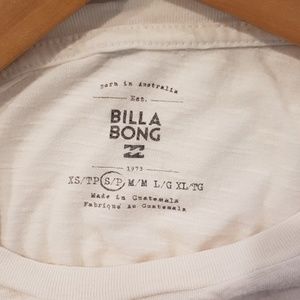 Born in Australia
Est.
BILLA
BONG
1973
XS/TP S/P M/M L/G XL/TG
Made in Guatemala
Fabriqué au Guatemala